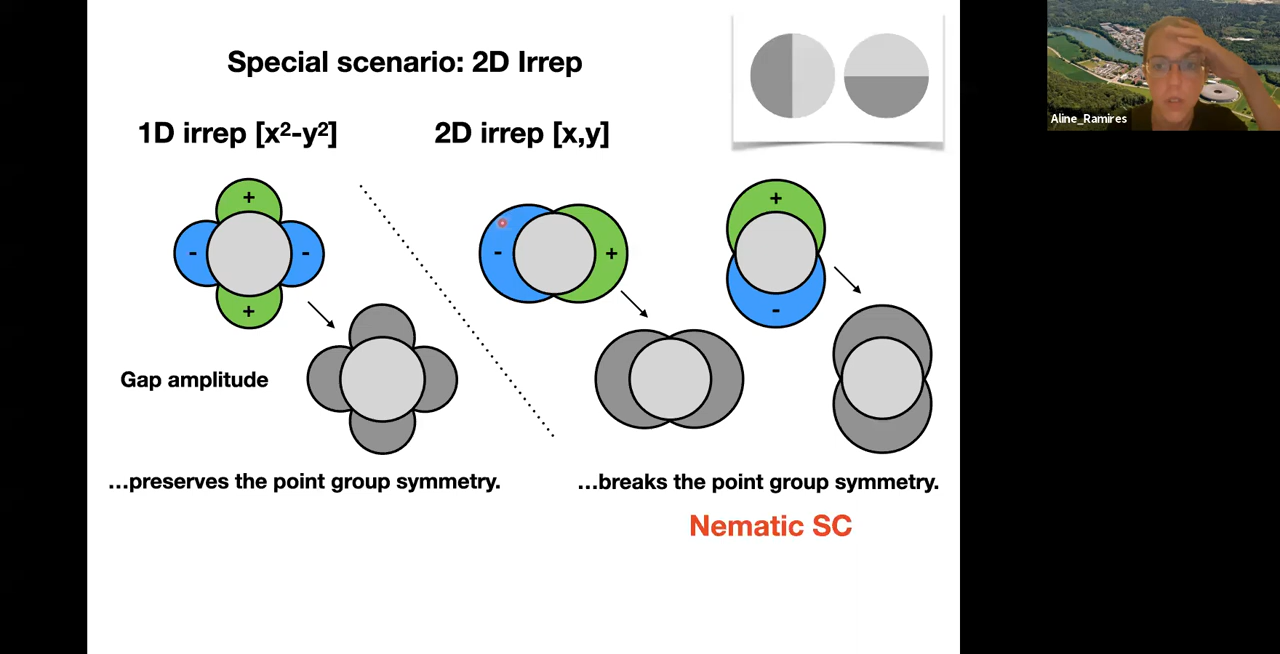 Special scenario: 2D Irrep
Aline_Ramires
1D irrep [x²-y²]
2D irrep [x,y]
+
-
-
+
-
+
+
-
Gap amplitude
...preserves the point group symmetry.
...breaks the point group symmetry.
Nematic SC